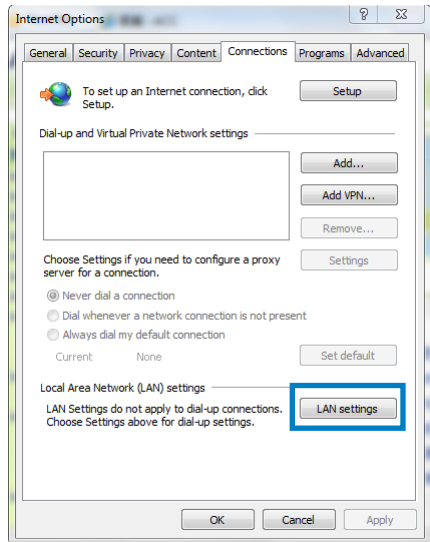 Internet Options
General Security Privacy Content Connections Programs Advanced
To set up an Internet connection, click
Setup.
Setup
Dial-up and Virtual Private Network settings
Add...
Add VPN...
Remove...
Choose Settings if you need to configure a proxy
server for a connection.
Settings
Never dial a connection
Dial whenever a network connection is not present
Always dial my default connection
Current None
Set default
Local Area Network (LAN) settings
LAN Settings do not apply to dial-up connections.
Choose Settings above for dial-up settings.
LAN settings
OK Cancel Apply